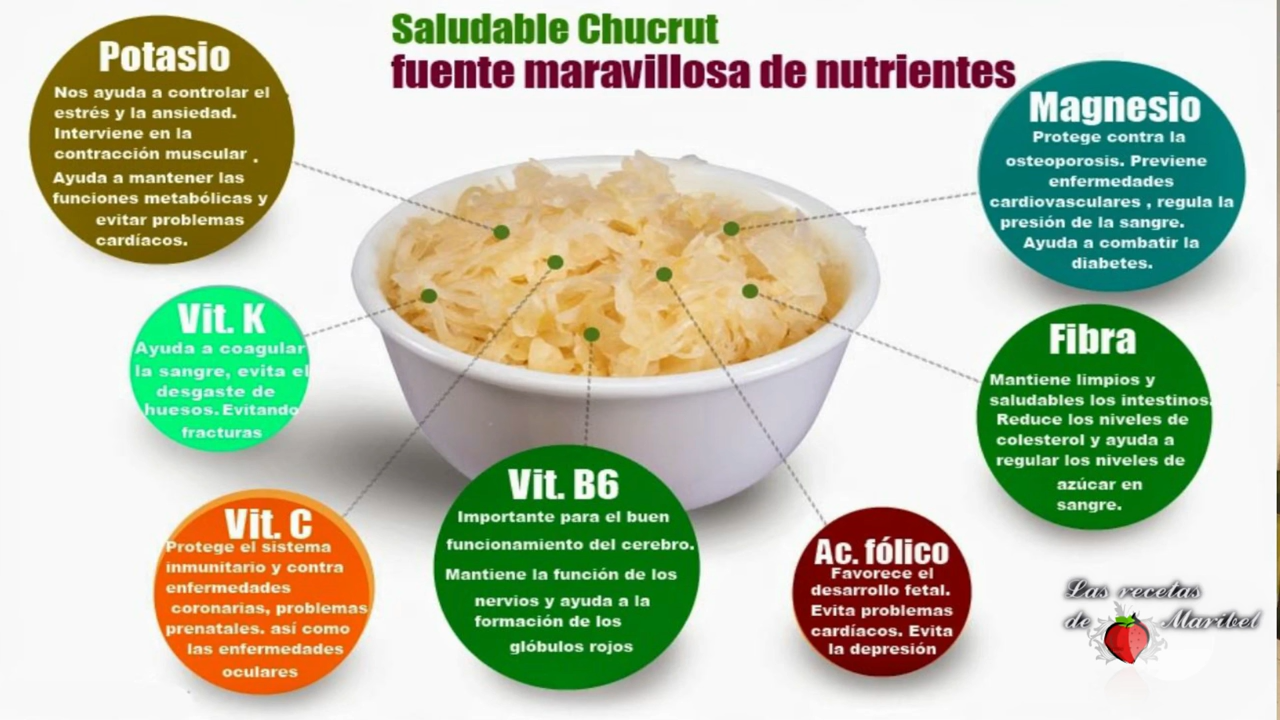 Saludable Chucrut
fuente maravillosa de nutrientes
Potasio
Nos ayuda a controlar el
estrés y la ansiedad.
Interviene en la
contracción muscular .
Ayuda a mantener las
funciones metabólicas y
evitar problemas
cardíacos.
Magnesio
Protege contra la
osteoporosis. Previene
enfermedades
cardiovasculares , regula la
presión de la sangre.
Ayuda a combatir la
diabetes.
Vit. K
Ayuda a coagular
la sangre, evita el
desgaste de
huesos. Evitando
fracturas
Fibra
Mantiene limpios y
saludables los intestinos.
Reduce los niveles de
colesterol y ayuda a
regular los niveles de
azúcar en
sangre.
Vit. C
Protege el sistema
inmunitario y contra
enfermedades
coronarias, problemas
prenatales. así como
las enfermedades
oculares
Vit. B6
Importante para el buen
funcionamiento del cerebro.
Mantiene la función de los
nervios y ayuda a la
formación de los
glóbulos rojos
Ac. fólico
Favorece el
desarrollo fetal.
Evita problemas
cardíacos. Evita
la depresión
Las recetas
de Maribel